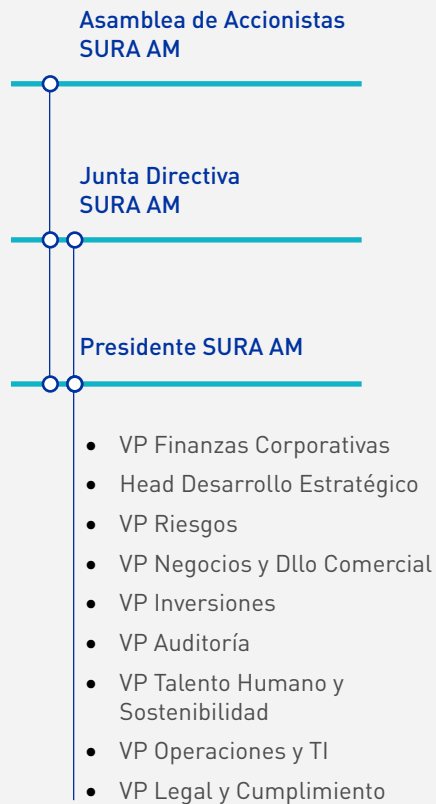 Asamblea de Accionistas
SURA AM
Junta Directiva
SURA AM
Presidente SURA AM
• VP Finanzas Corporativas
• Head Desarrollo Estratégico
• VP Riesgos
• VP Negocios y Dllo Comercial
• VP Inversiones
• VP Auditoría
• VP Talento Humano y
Sostenibilidad
• VP Operaciones y TI
• VP Legal y Cumplimiento